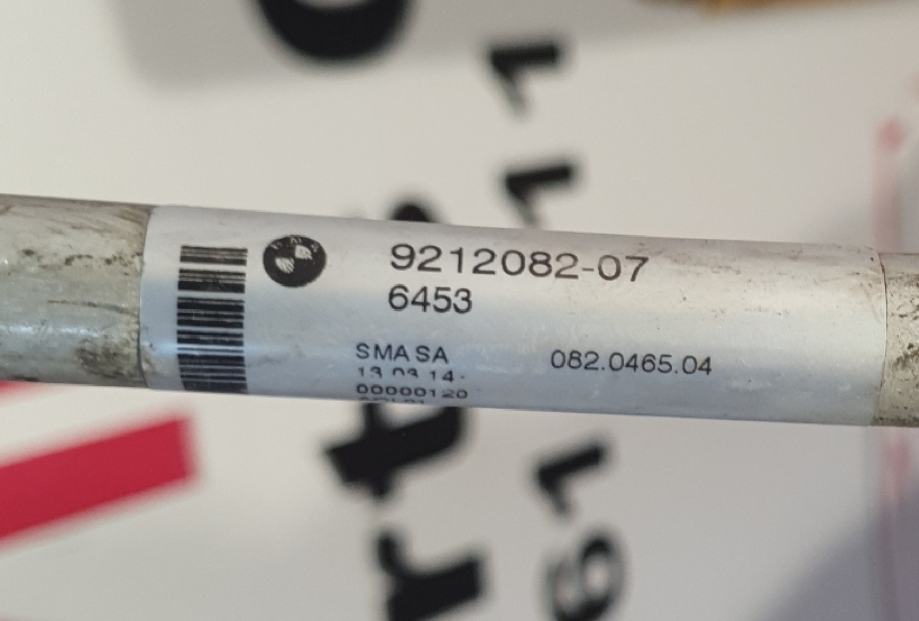 9212082-07
6453
SMA SA
082.0465.04
13 03 14-
00000120